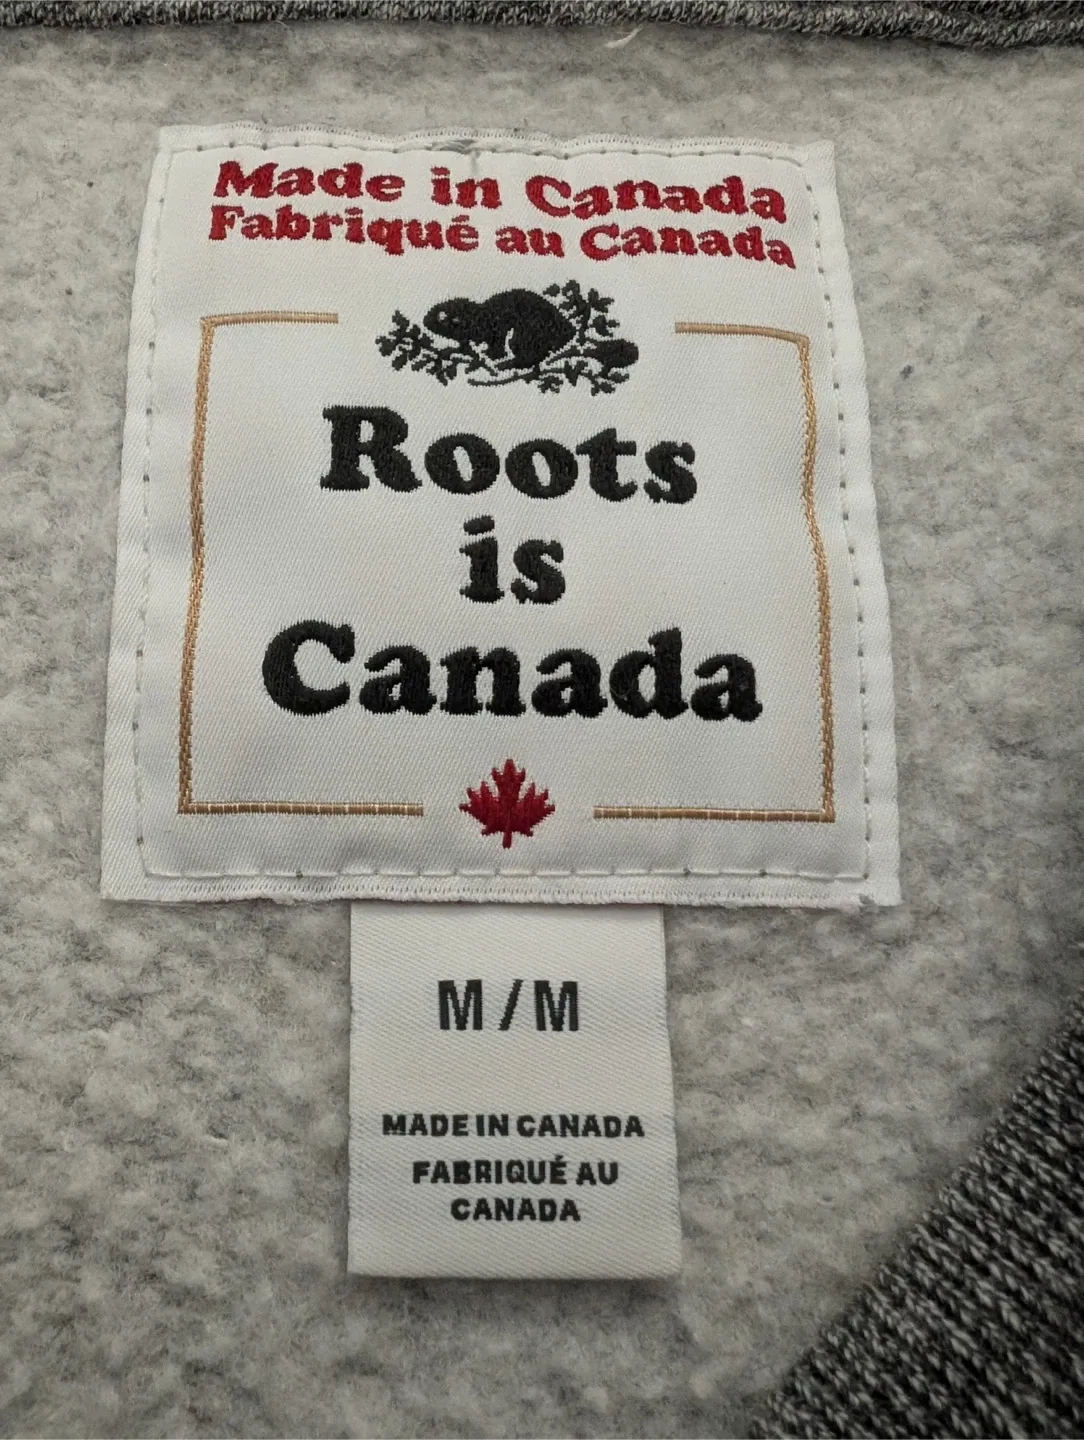 Made in Canada
Fabriqué au Canada
Roots
is
Canada
M/M
MADE IN CANADA
FABRIQUÉ AU
CANADA